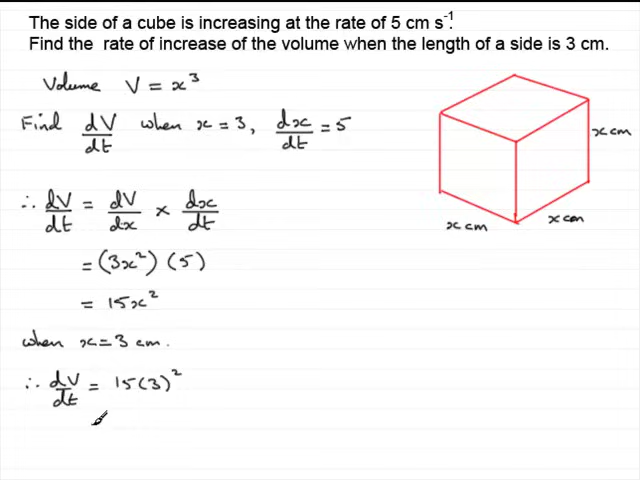 The side of a cube is increasing at the rate of 5 cm s⁻¹.
Find the rate of increase of the volume when the length of a side is 3 cm.
Volume V = x³
Find dV/dt when x = 3, dx/dt = 5
∴ dV/dt = dV/dx × dx/dt
= (3x²) (5)
= 15x²
when x = 3 cm.
∴ dV/dt = 15(3)²
x cm
x cm
x cm